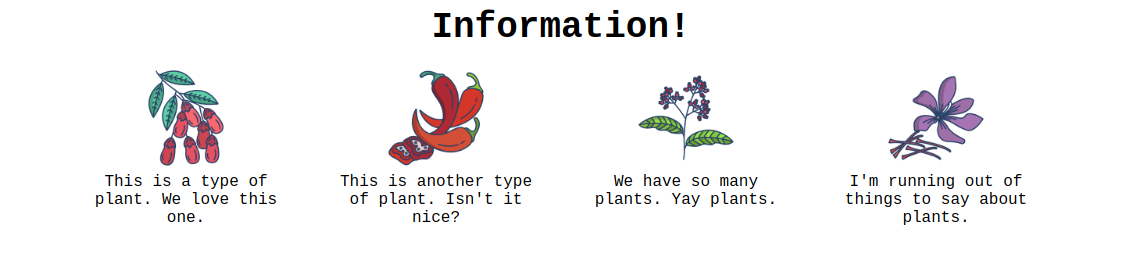 Information!
This is a type of
plant. We love this
one.
This is another type
of plant. Isn't it
nice?
We have so many
plants. Yay plants.
I'm running out of
things to say about
plants.